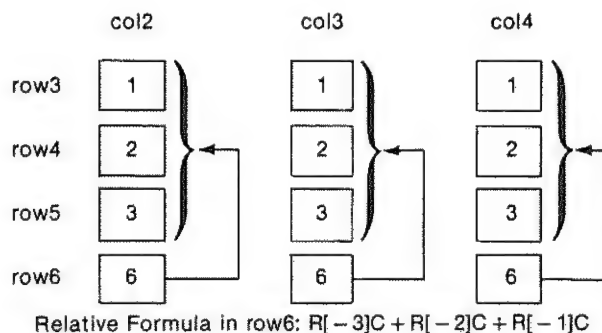 col2 col3 col4
row3 1 1 1
row4 2 2 2
row5 3 3 3
row6 6 6 6
Relative Formula in row6: R[-3]C + R[-2]C + R[-1]C